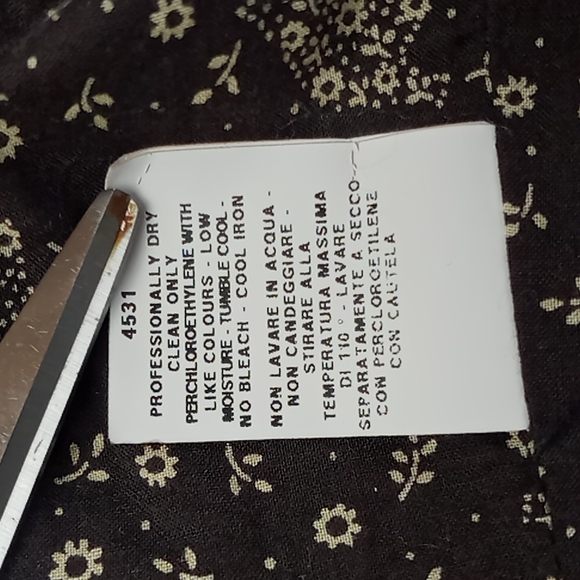 4531
PROFESSIONALLY DRY
CLEAN ONLY
PERCHLOROETHYLENE WITH
LIKE COLOURS - LOW
MOISTURE - TUMBLE COOL -
NO BLEACH - COOL IRON
NON LAVARE IN ACQUA -
NON CANDEGGIARE -
STIRARE ALLA
TEMPERATURA MASSIMA
DI 110 ° - LAVARE
SEPARATAMENTE A SECCO
CON PERCLOROETILENE
CON CAUTELA